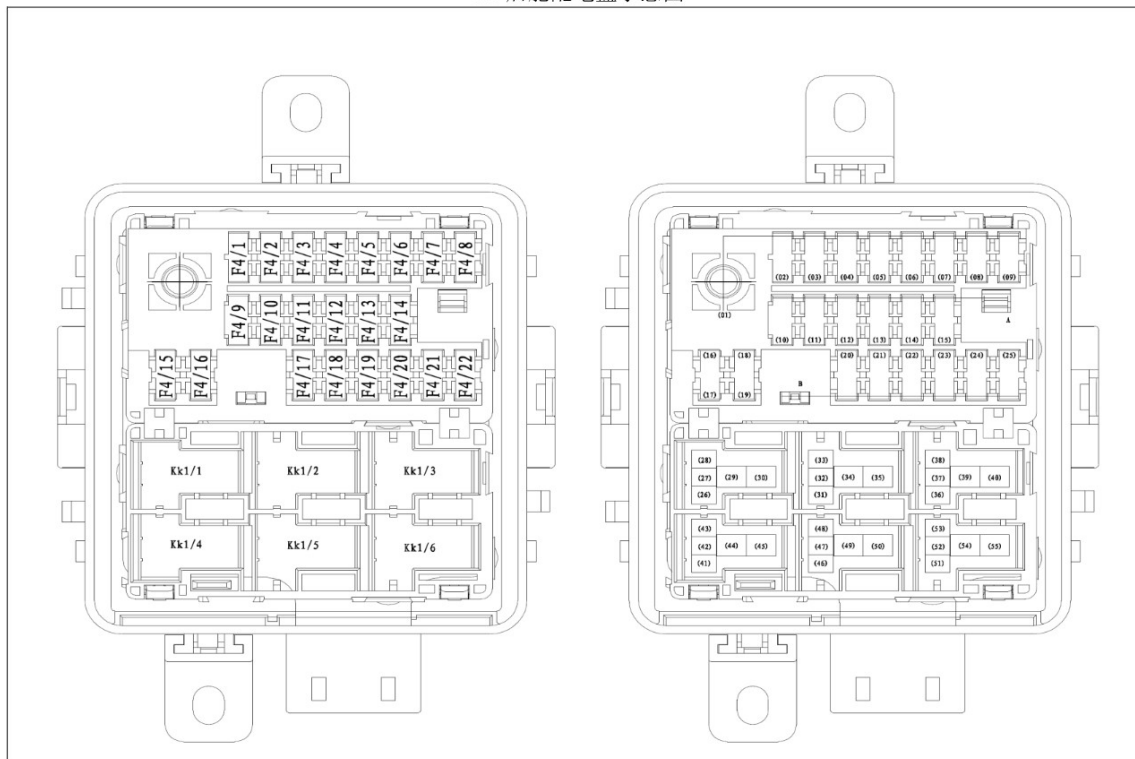 F4/1 F4/2 F4/3 F4/4 F4/5 F4/6 F4/7 F4/8
F4/9 F4/10 F4/11 F4/12 F4/13 F4/14
F4/15 F4/16 F4/17 F4/18 F4/19 F4/20 F4/21 F4/22
Kk1/1 Kk1/2 Kk1/3
Kk1/4 Kk1/5 Kk1/6
(02) (03) (04) (05) (06) (07) (08) (09)
(01)
A
(10) (11) (12) (13) (14) (15)
(16) (18) (20) (21) (22) (23) (24) (25)
B
(17) (19)
(28) (33) (38)
(27) (29) (30) (32) (34) (35) (37) (39) (40)
(26) (31) (36)
(43) (48) (53)
(42) (44) (45) (47) (49) (50) (52) (54) (55)
(41) (46) (51)